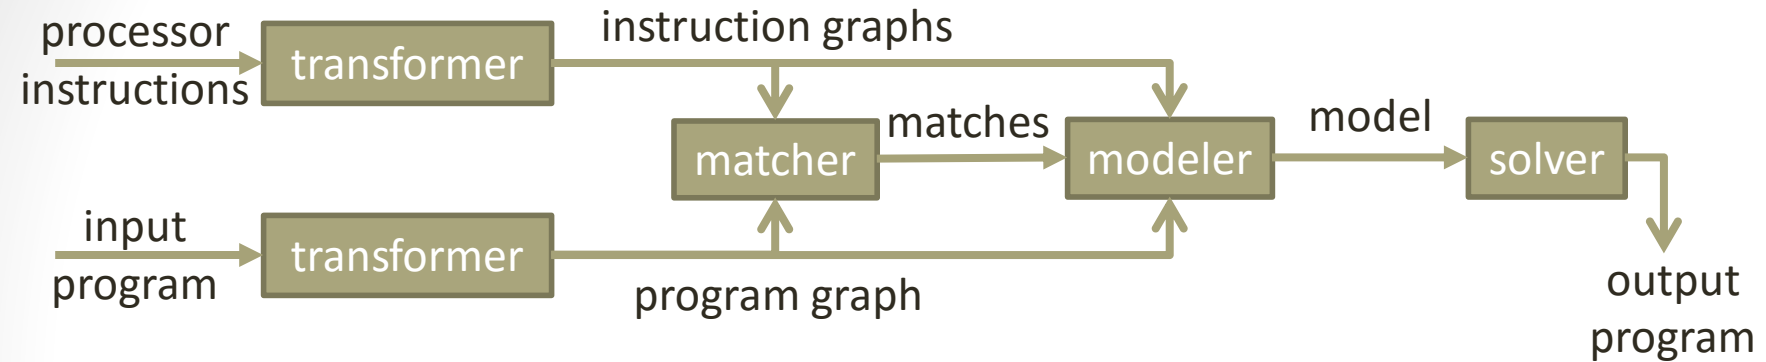 processor
instructions
transformer
instruction graphs
matcher
matches
modeler
model
solver
input
program
transformer
program graph
output
program